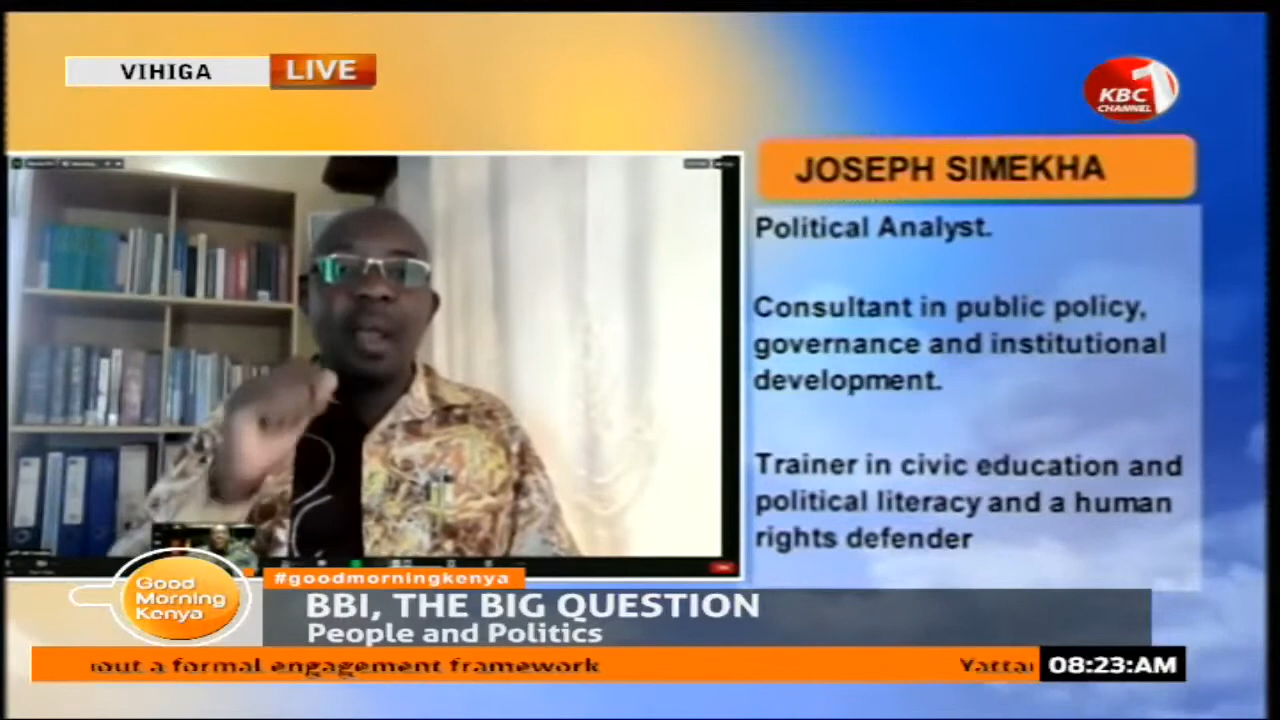 VIHIGA
LIVE
KBC 1
CHANNEL
JOSEPH SIMEKHA
Political Analyst.
Consultant in public policy,
governance and institutional
development.
Trainer in civic education and
political literacy and a human
rights defender
#goodmorningkenya
Good
Morning
Kenya
BBI, THE BIG QUESTION
People and Politics
out a formal engagement framework
Yatta
08:23:AM